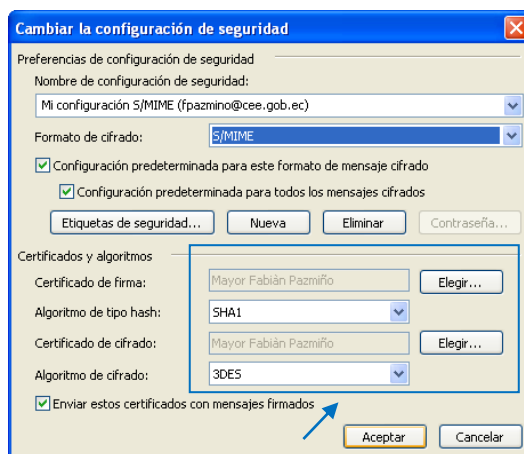 Cambiar la configuración de seguridad
Preferencias de configuración de seguridad
Nombre de configuración de seguridad:
Mi configuración S/MIME (fpazmino@cee.gob.ec)
Formato de cifrado: S/MIME
Configuración predeterminada para este formato de mensaje cifrado
Configuración predeterminada para todos los mensajes cifrados
Etiquetas de seguridad... Nueva Eliminar Contraseña...
Certificados y algoritmos
Certificado de firma: Mayor Fabián Pazmiño Elegir...
Algoritmo de tipo hash: SHA1
Certificado de cifrado: Mayor Fabián Pazmiño Elegir...
Algoritmo de cifrado: 3DES
Enviar estos certificados con mensajes firmados
Aceptar Cancelar